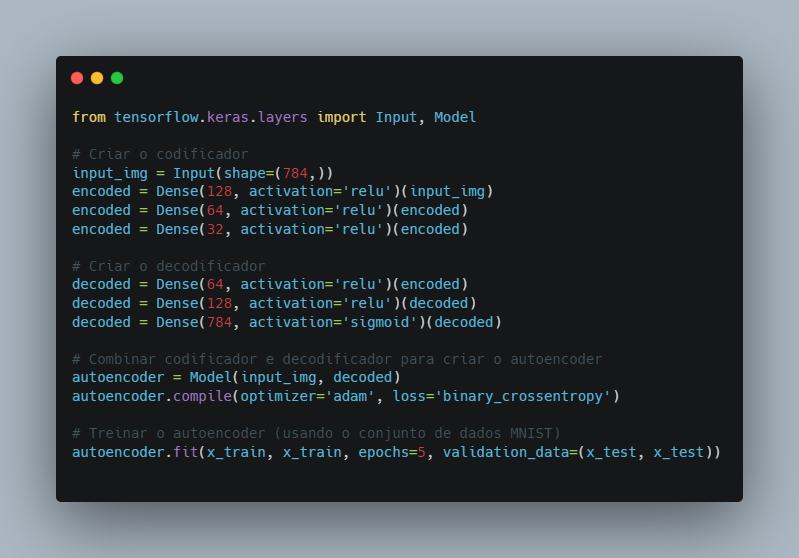 from tensorflow.keras.layers import Input, Model
# Criar o codificador
input_img = Input(shape=(784,))
encoded = Dense(128, activation='relu')(input_img)
encoded = Dense(64, activation='relu')(encoded)
encoded = Dense(32, activation='relu')(encoded)
# Criar o decodificador
decoded = Dense(64, activation='relu')(encoded)
decoded = Dense(128, activation='relu')(decoded)
decoded = Dense(784, activation='sigmoid')(decoded)
# Combinar codificador e decodificador para criar o autoencoder
autoencoder = Model(input_img, decoded)
autoencoder.compile(optimizer='adam', loss='binary_crossentropy')
# Treinar o autoencoder (usando o conjunto de dados MNIST)
autoencoder.fit(x_train, x_train, epochs=5, validation_data=(x_test, x_test))